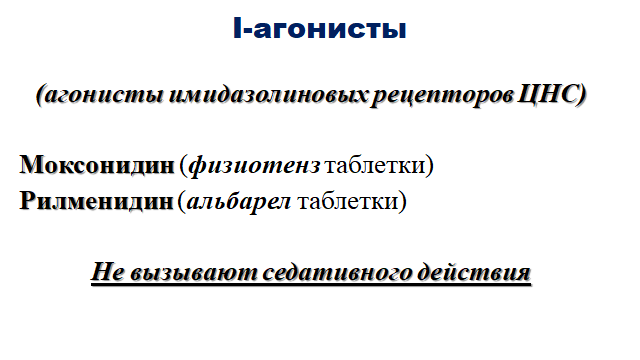 I-агонисты
(агонисты имидазолиновых рецепторов ЦНС)
Моксонидин (физиотенз таблетки)
Рилменидин (альбарел таблетки)
Не вызывают седативного действия